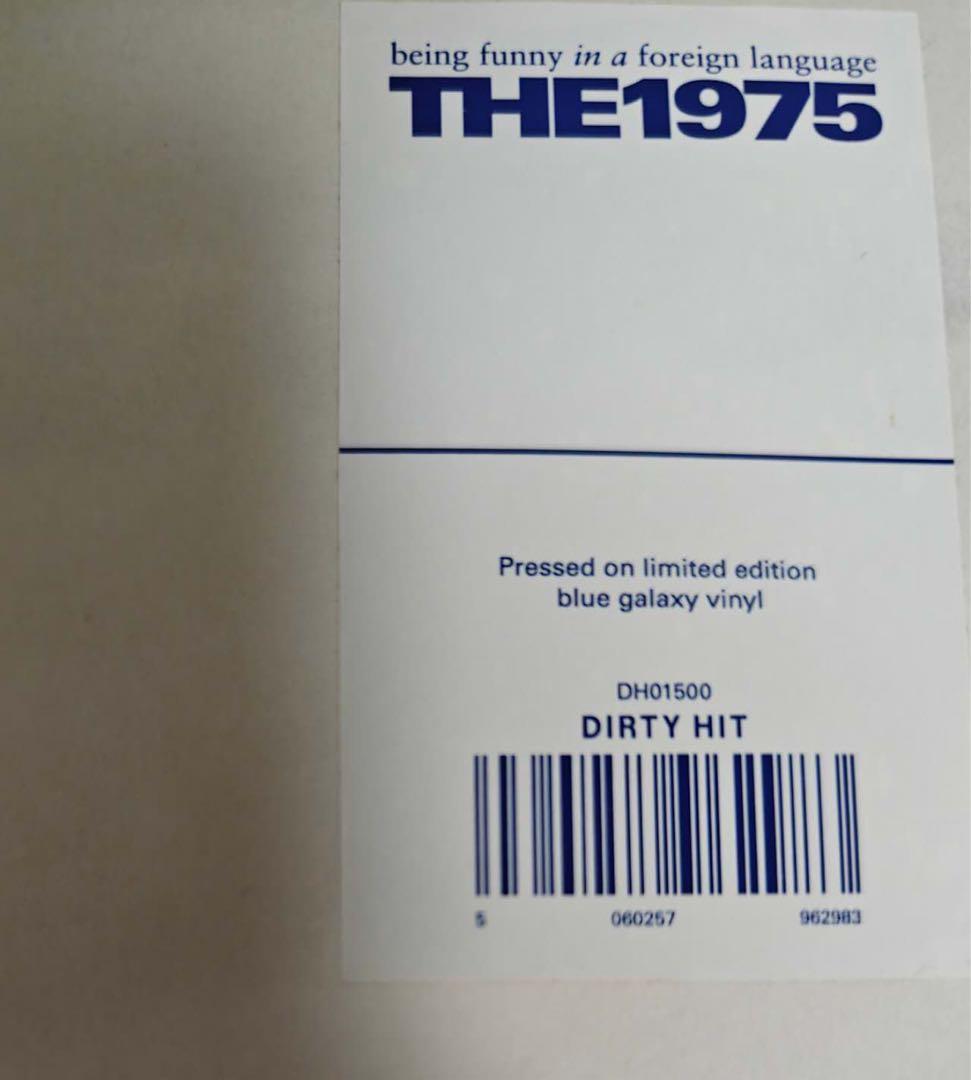 being funny in a foreign language
THE1975
Pressed on limited edition
blue galaxy vinyl
DH01500
DIRTY HIT
5 060257 962983